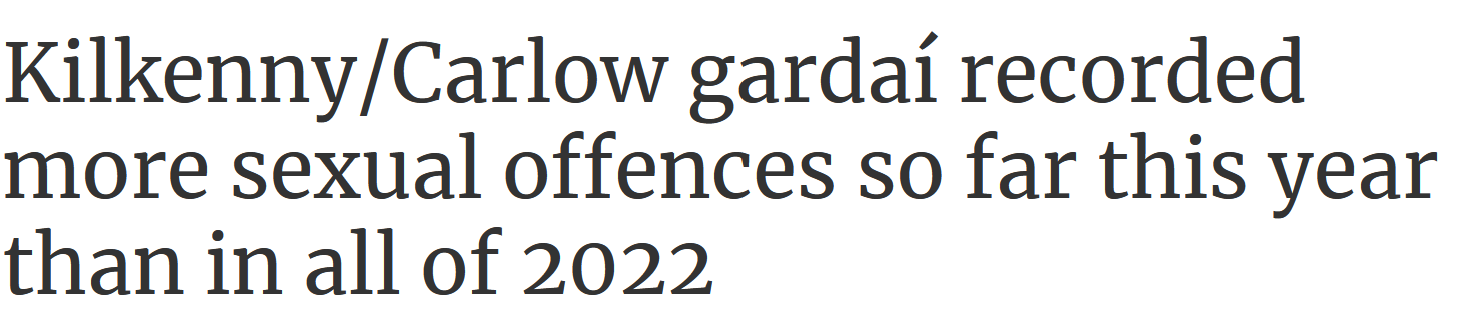 Kilkenny/Carlow gardaí recorded
more sexual offences so far this year
than in all of 2022